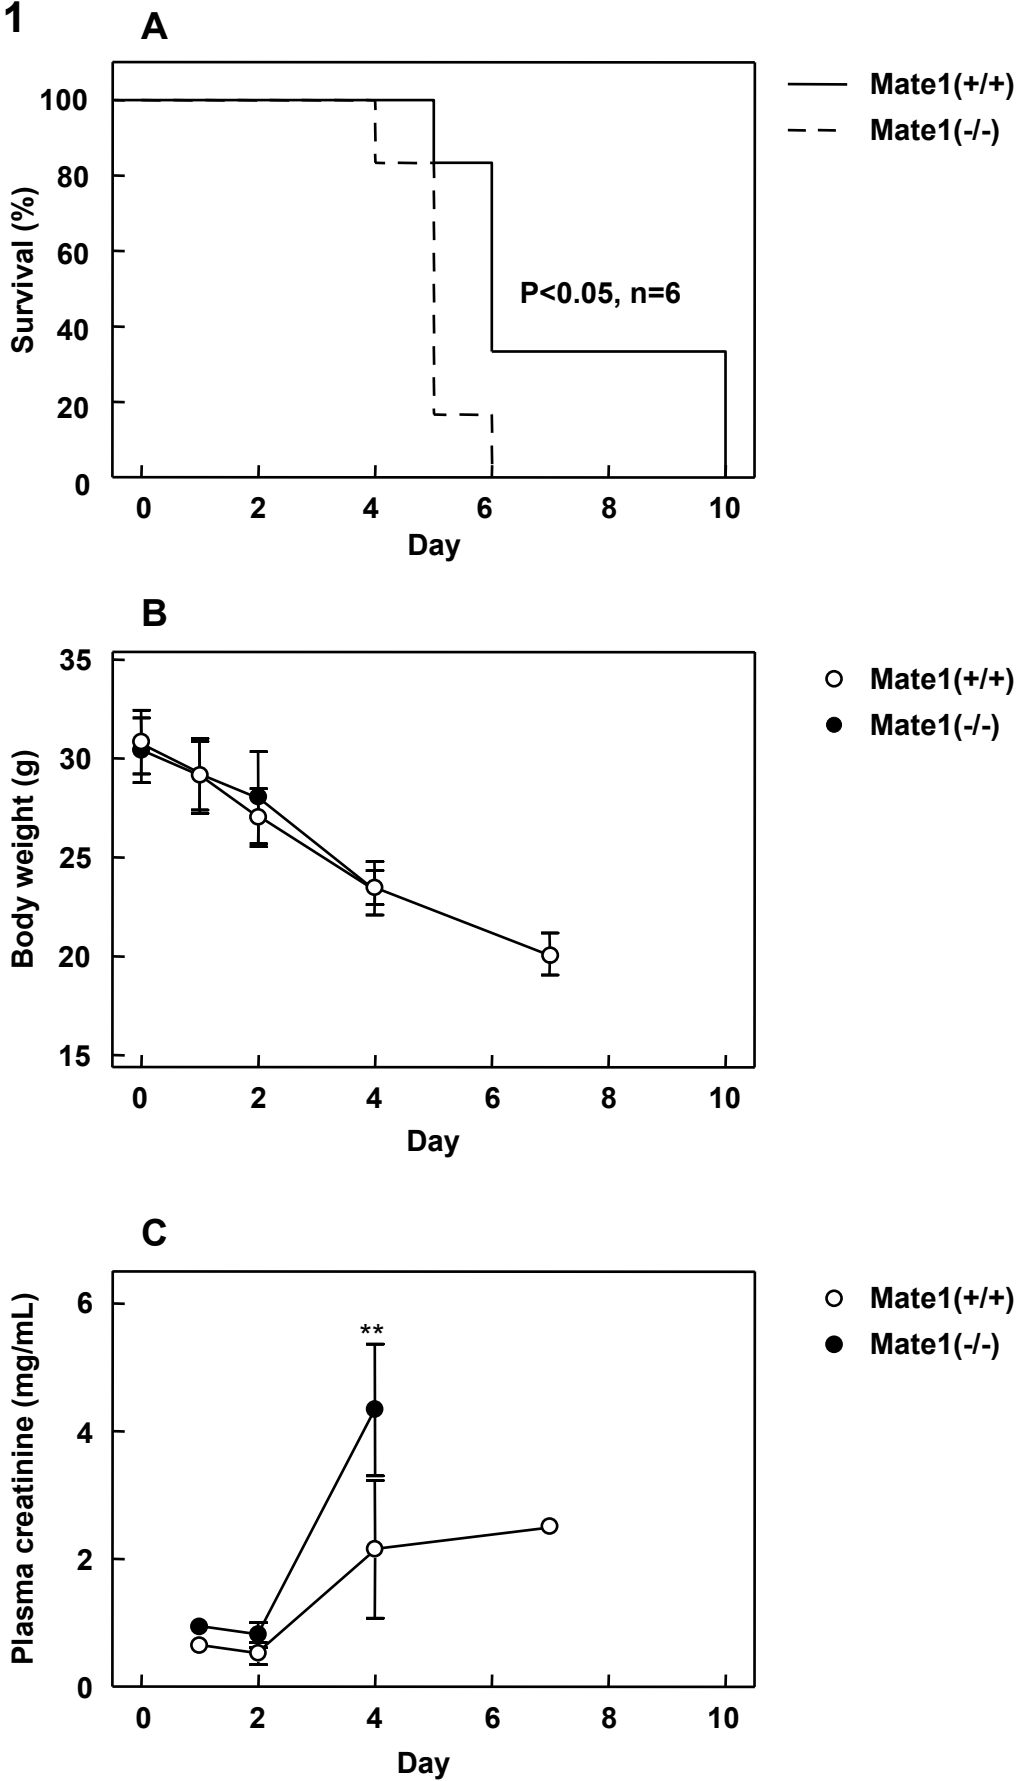 1
A
100
80
60
40
20
0
Survival (%)
P<0.05, n=6
0 2 4 6 8 10
Day
Mate1(+/+)
Mate1(-/-)
B
35
30
25
20
15
Body weight (g)
0 2 4 6 8 10
Day
Mate1(+/+)
Mate1(-/-)
C
6
4
2
0
Plasma creatinine (mg/mL)
**
0 2 4 6 8 10
Day
Mate1(+/+)
Mate1(-/-)